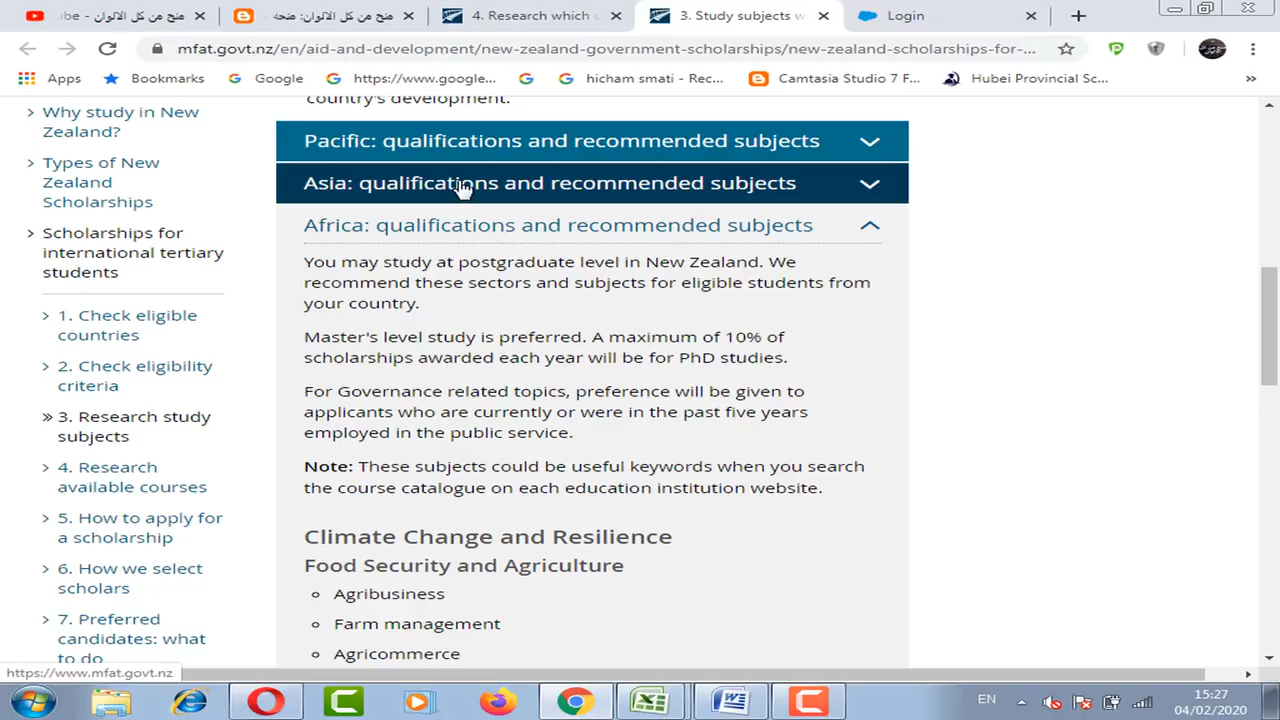 ube - منح من كل الالوان
منح من كل الالوان: منحه
4. Research which c
3. Study subjects w
Login
mfat.govt.nz/en/aid-and-development/new-zealand-government-scholarships/new-zealand-scholarships-for-...
Apps
Bookmarks
Google
https://www.google...
hicham smati - Rec...
Camtasia Studio 7 F...
Hubei Provincial Sc...
»
Why study in New
Zealand?
Types of New
Zealand
Scholarships
Scholarships for
international tertiary
students
1. Check eligible
countries
2. Check eligibility
criteria
3. Research study
subjects
4. Research
available courses
5. How to apply for
a scholarship
6. How we select
scholars
7. Preferred
candidates: what
to do
country's development.
Pacific: qualifications and recommended subjects
Asia: qualifications and recommended subjects
Africa: qualifications and recommended subjects
You may study at postgraduate level in New Zealand. We
recommend these sectors and subjects for eligible students from
your country.
Master's level study is preferred. A maximum of 10% of
scholarships awarded each year will be for PhD studies.
For Governance related topics, preference will be given to
applicants who are currently or were in the past five years
employed in the public service.
Note: These subjects could be useful keywords when you search
the course catalogue on each education institution website.
Climate Change and Resilience
Food Security and Agriculture
Agribusiness
Farm management
Agricommerce
https://www.mfat.govt.nz
EN
15:27
04/02/2020